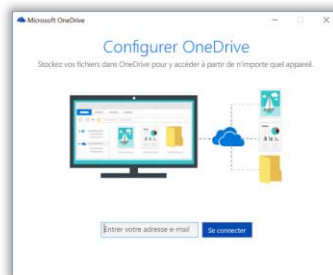 Microsoft OneDrive
Configurer OneDrive
Stockez vos fichiers dans OneDrive pour y accéder à partir de n'importe quel appareil.
Entrer votre adresse e-mail
Se connecter